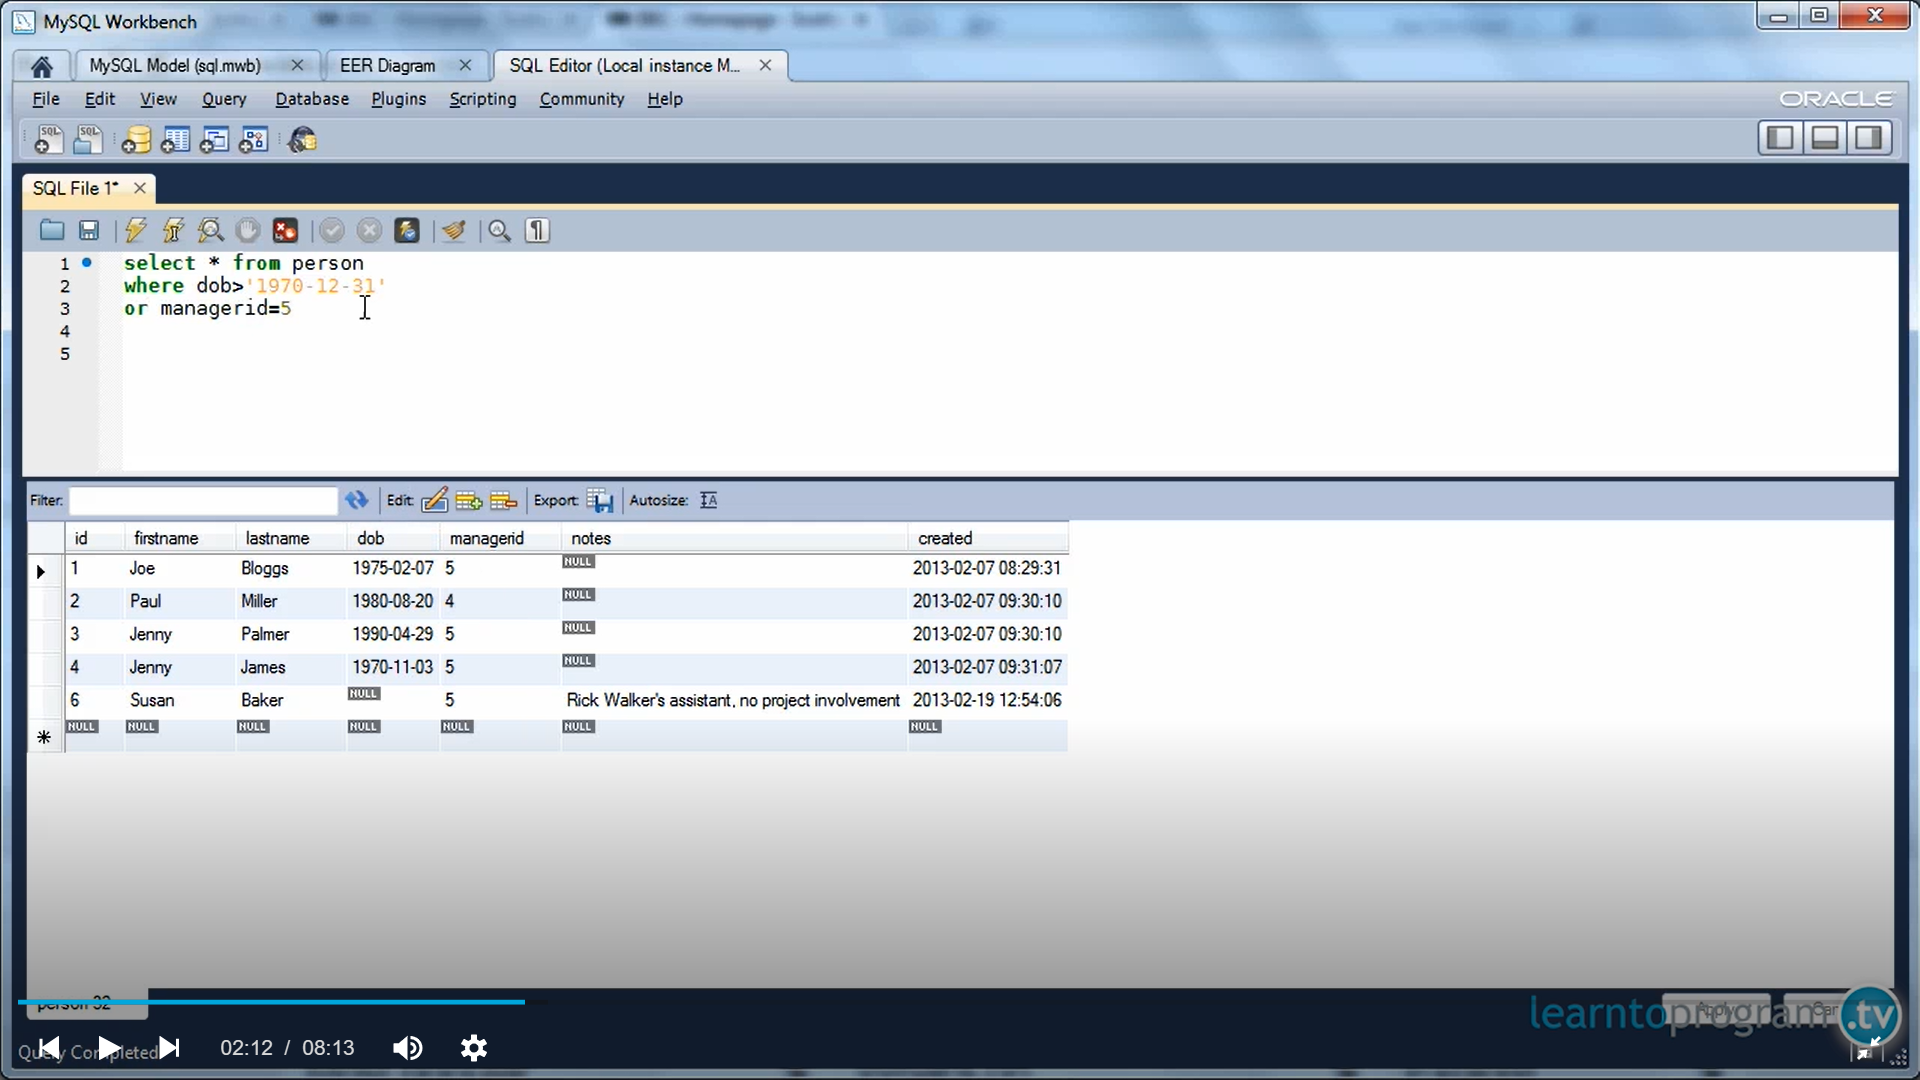 MySQL Workbench
MySQL Model (sql.mwb) EER Diagram SQL Editor (Local instance M...
File Edit View Query Database Plugins Scripting Community Help ORACLE
SQL SQL
SQL File 1*
1 select * from person
2 where dob>'1970-12-31'
3 or managerid=5
4
5
Filter: Edit: Export: Autosize:
id firstname lastname dob managerid notes created
1 Joe Bloggs 1975-02-07 5 NULL 2013-02-07 08:29:31
2 Paul Miller 1980-08-20 4 NULL 2013-02-07 09:30:10
3 Jenny Palmer 1990-04-29 5 NULL 2013-02-07 09:30:10
4 Jenny James 1970-11-03 5 NULL 2013-02-07 09:31:07
6 Susan Baker NULL 5 Rick Walker's assistant, no project involvement 2013-02-19 12:54:06
NULL NULL NULL NULL NULL NULL NULL
person 32
learntoprogram.tv
Apply
Query Completed
02:12 / 08:13